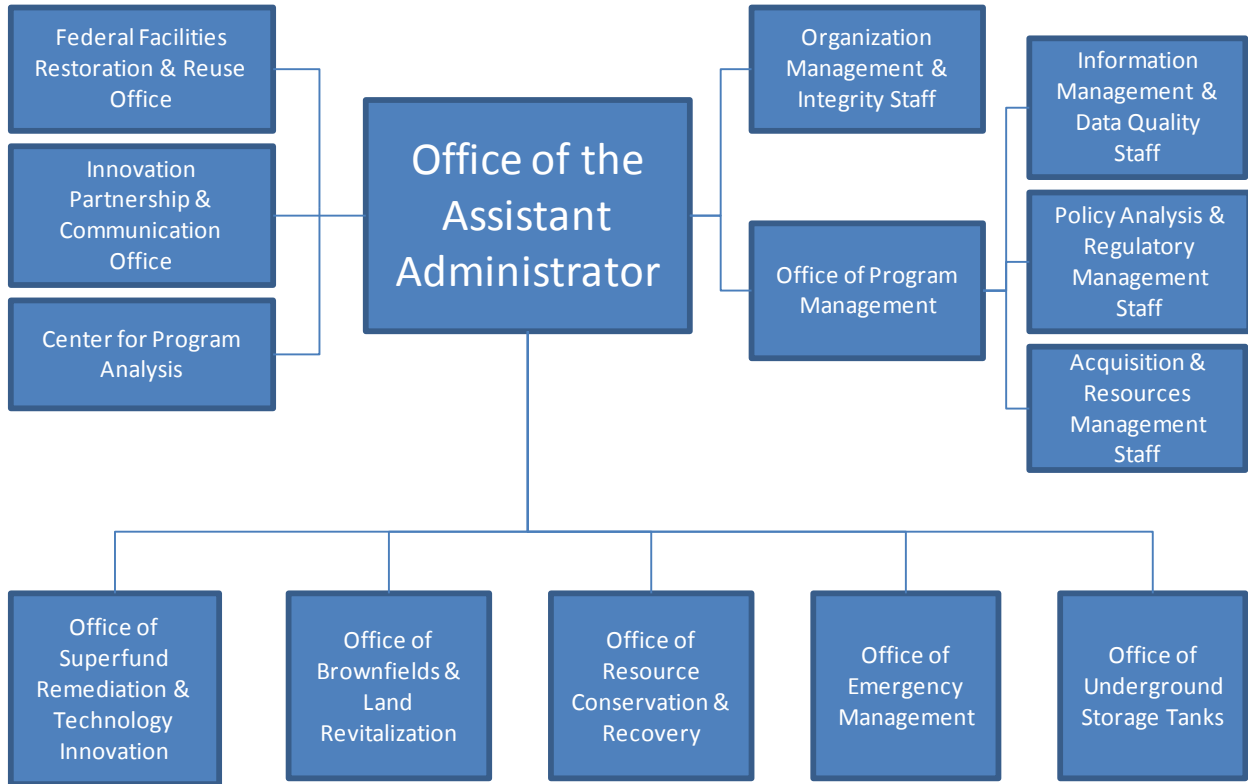 Federal Facilities
Restoration & Reuse
Office
Innovation
Partnership &
Communication
Office
Center for Program
Analysis
Office of the
Assistant
Administrator
Organization
Management &
Integrity Staff
Office of Program
Management
Information
Management &
Data Quality
Staff
Policy Analysis &
Regulatory
Management
Staff
Acquisition &
Resources
Management
Staff
Office of
Superfund
Remediation &
Technology
Innovation
Office of
Brownfields &
Land
Revitalization
Office of
Resource
Conservation &
Recovery
Office of
Emergency
Management
Office of
Underground
Storage Tanks